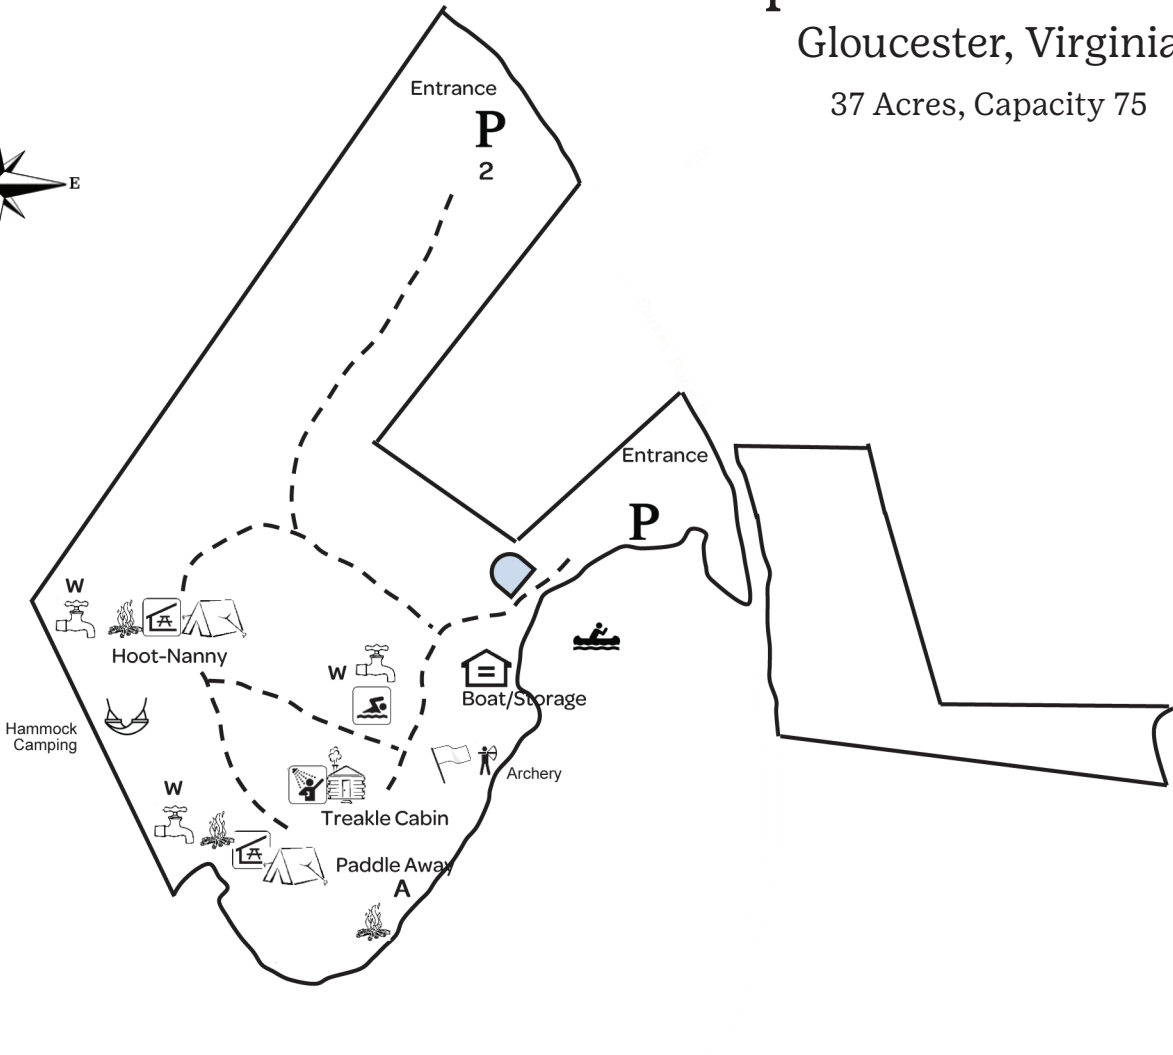 Gloucester, Virginia
37 Acres, Capacity 75
Entrance
P
2
E
Entrance
P
W
Hoot-Nanny
W
Boat/Storage
Hammock
Camping
Archery
W
Treakle Cabin
Paddle Away
A